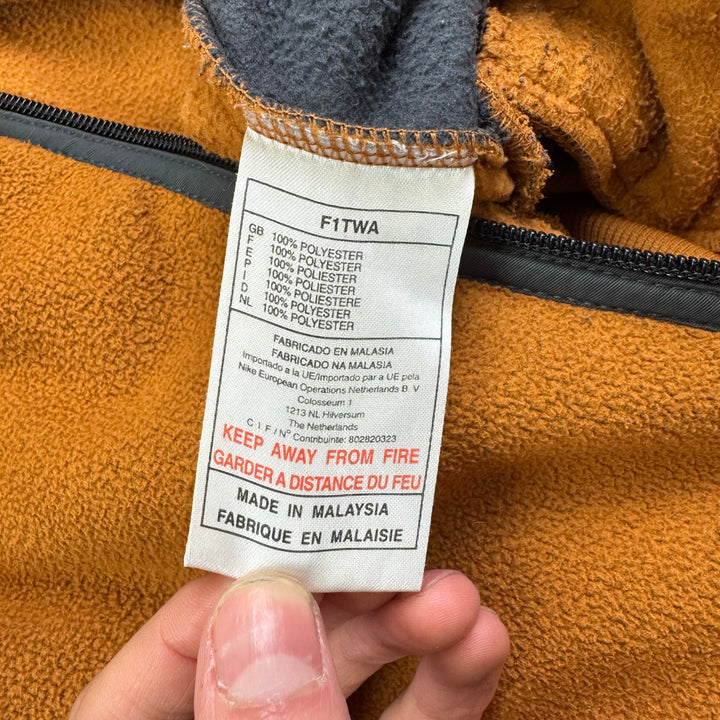 F1TWA
GB 100% POLYESTER
F 100% POLYESTER
E 100% POLIESTER
P 100% POLIESTER
I 100% POLIESTERE
D 100% POLYESTER
NL 100% POLYESTER
FABRICADO EN MALASIA
FABRICADO NA MALASIA
Importado a la UE/Importado par a UE pela
Nike European Operations Netherlands B. V
Colosseum 1
1213 NL Hilversum
The Netherlands
C I F / Nº Contribuinte: 802820323
KEEP AWAY FROM FIRE
GARDER A DISTANCE DU FEU
MADE IN MALAYSIA
FABRIQUE EN MALAISIE